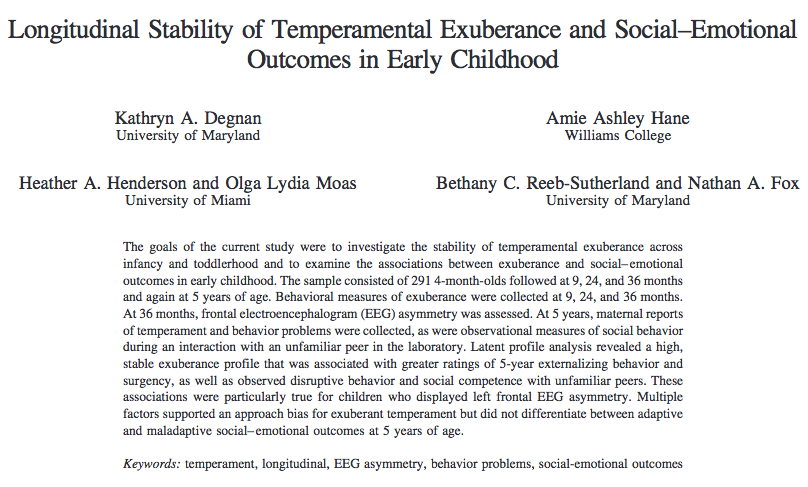 Longitudinal Stability of Temperamental Exuberance and Social–Emotional
Outcomes in Early Childhood
Kathryn A. Degnan
University of Maryland
Amie Ashley Hane
Williams College
Heather A. Henderson and Olga Lydia Moas
University of Miami
Bethany C. Reeb-Sutherland and Nathan A. Fox
University of Maryland
The goals of the current study were to investigate the stability of temperamental exuberance across
infancy and toddlerhood and to examine the associations between exuberance and social–emotional
outcomes in early childhood. The sample consisted of 291 4-month-olds followed at 9, 24, and 36 months
and again at 5 years of age. Behavioral measures of exuberance were collected at 9, 24, and 36 months.
At 36 months, frontal electroencephalogram (EEG) asymmetry was assessed. At 5 years, maternal reports
of temperament and behavior problems were collected, as were observational measures of social behavior
during an interaction with an unfamiliar peer in the laboratory. Latent profile analysis revealed a high,
stable exuberance profile that was associated with greater ratings of 5-year externalizing behavior and
surgency, as well as observed disruptive behavior and social competence with unfamiliar peers. These
associations were particularly true for children who displayed left frontal EEG asymmetry. Multiple
factors supported an approach bias for exuberant temperament but did not differentiate between adaptive
and maladaptive social–emotional outcomes at 5 years of age.
Keywords: temperament, longitudinal, EEG asymmetry, behavior problems, social-emotional outcomes